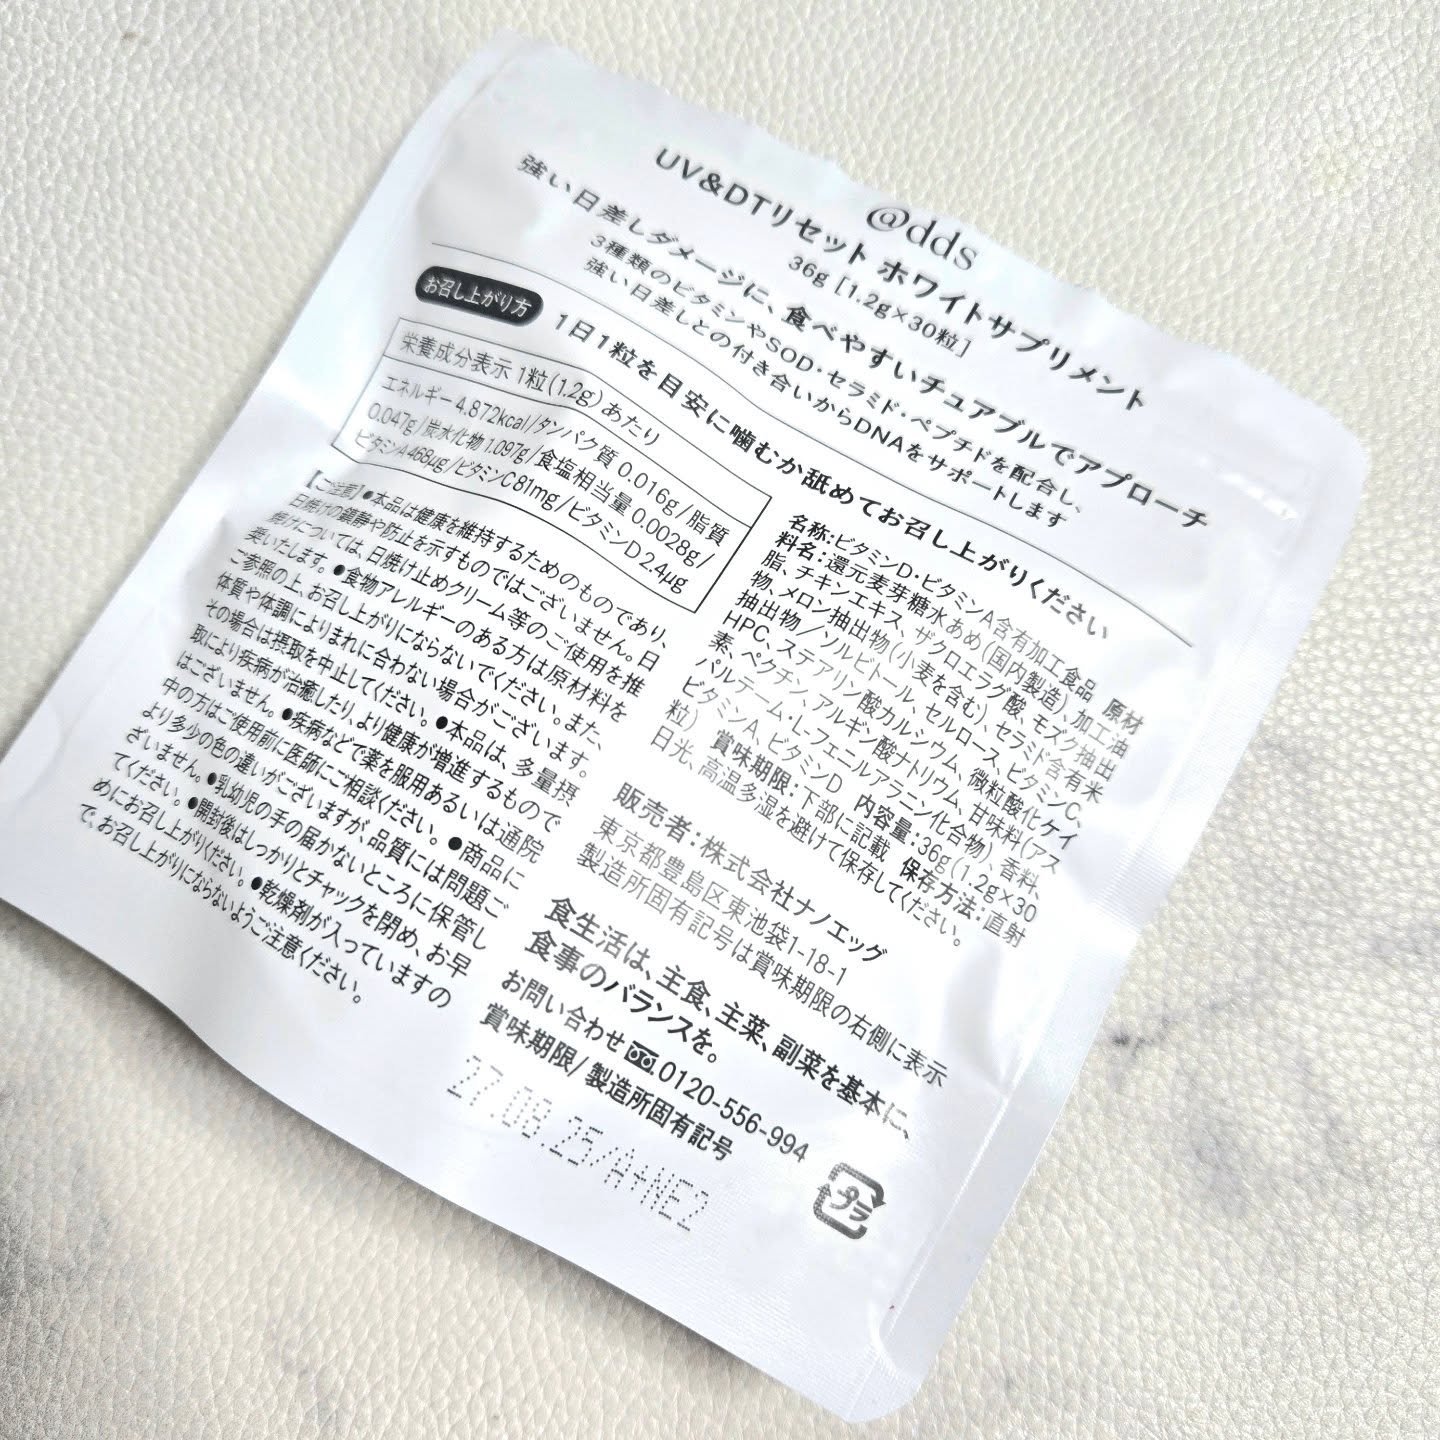 @dds
UV&DTリセット ホワイトサプリメント
36g [1.2g×30粒]
強い日差しダメージに、食べやすいチュアブルでアプローチ
3種類のビタミンやSOD・セラミド・ペプチドを配合し、
強い日差しとの付き合いからDNAをサポートします
お召し上がり方
1日1粒を目安に噛むか舐めてお召し上がりください
栄養成分表示 1粒(1.2g)あたり
エネルギー 4.872kcal/タンパク質 0.016g/脂質
0.047g/炭水化物 1.097g/食塩相当量 0.0028g/
ビタミンA 468μg/ビタミンC 81mg/ビタミンD 2.4μg
【ご注意】●本品は健康を維持するためのものであり、
日焼けの鎮静や防止を示すものではございません。日
焼けについては、日焼け止めクリーム等のご使用を推
奨いたします。●食物アレルギーのある方は原材料を
ご参照の上、お召し上がりにならないでください。また、
体質や体調によりまれに合わない場合がございます。
その場合は摂取を中止してください。●本品は、多量摂
取により疾病が治癒したり、より健康が増進するもので
はございません。●疾病などで薬を服用あるいは通院
中の方はご使用前に医師にご相談ください。●商品に
より多少の色の違いがございますが、品質には問題ご
ざいません。●乳幼児の手の届かないところに保管し
てください。●開封後はしっかりとチャックを閉め、お早
めにお召し上がりください。●乾燥剤が入っていますの
で、お召し上がりにならないようご注意ください。
名称:ビタミンD・ビタミンA含有加工食品 原材
料名:還元麦芽糖水あめ(国内製造)、加工油
脂、チキンエキス、ザクロエラグ酸、モズク抽出
物、メロン抽出物(小麦を含む)、セラミド含有米
抽出物/ソルビトール、セルロース、ビタミンC、
HPC、ステアリン酸カルシウム、微粒酸化ケイ
素、ペクチン、アルギン酸ナトリウム、甘味料(アス
パルテーム・L-フェニルアラニン化合物)、香料、
ビタミンA、ビタミンD 内容量:36g(1.2g×30
粒) 賞味期限:下部に記載 保存方法:直射
日光、高温多湿を避けて保存してください。
販売者:株式会社ナノエッグ
東京都豊島区東池袋1-18-1
製造所固有記号は賞味期限の右側に表示
食生活は、主食、主菜、副菜を基本に、
食事のバランスを。
お問い合わせ 0120-556-994
賞味期限/ 製造所固有記号
27.08.25/A+NE2
プラ